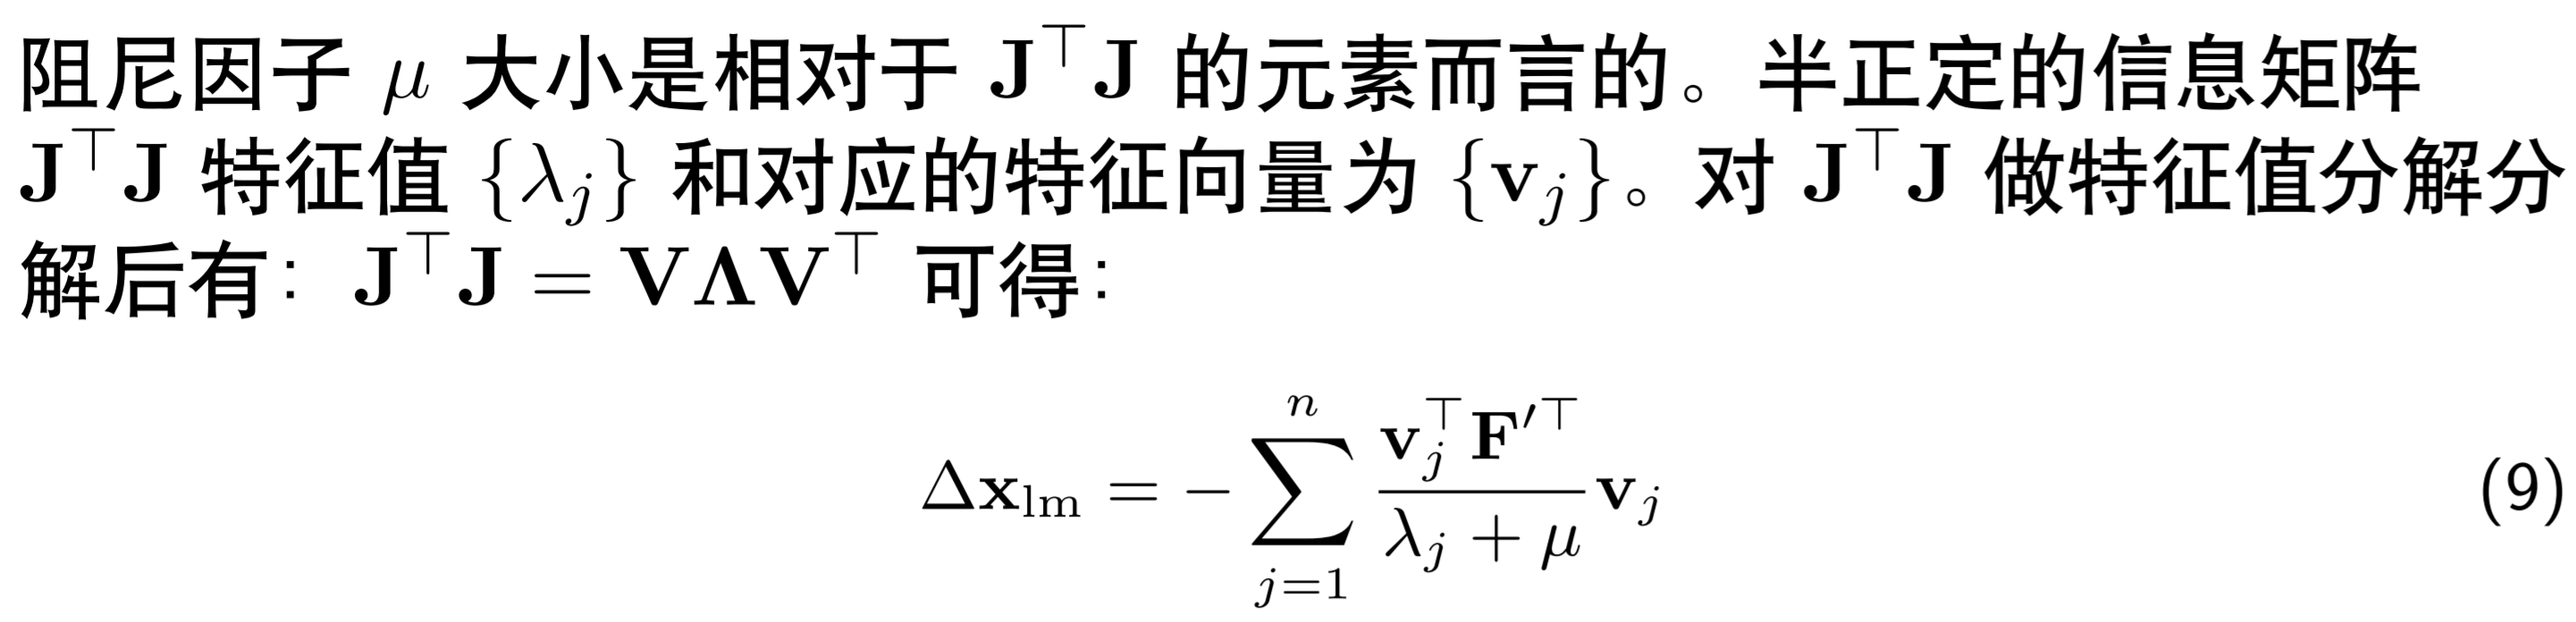 阻尼因子 μ 大小是相对于 J⊤J 的元素而言的。半正定的信息矩阵
J⊤J 特征值 {λ_j} 和对应的特征向量为 {v_j}。对 J⊤J 做特征值分解分
解后有：J⊤J = VΛV⊤ 可得：
Δx_lm = − ∑_{j=1}^{n} \frac{v_j^⊤ F′^⊤}{λ_j + μ} v_j (9)